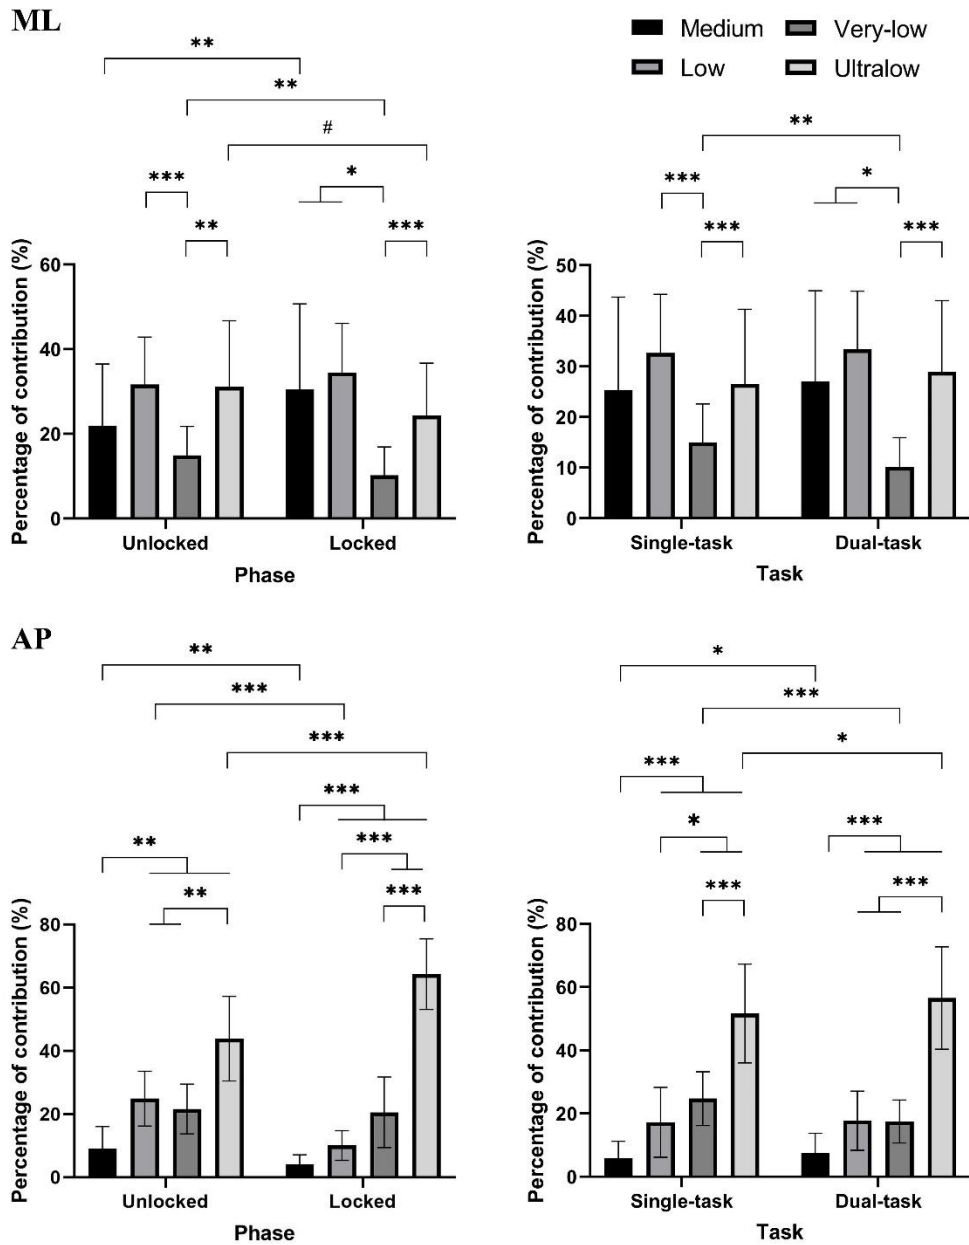 ML
Medium Very-low
Low Ultralow
** ** # *** ** * ***
Percentage of contribution (%)
60
40
20
0
Unlocked Locked
Phase
** *** *** * ***
Percentage of contribution (%)
50
40
30
20
10
0
Single-task Dual-task
Task
AP
** *** *** ** ** *** *** ***
Percentage of contribution (%)
80
60
40
20
0
Unlocked Locked
Phase
* *** * *** * *** *** ***
Percentage of contribution (%)
80
60
40
20
0
Single-task Dual-task
Task